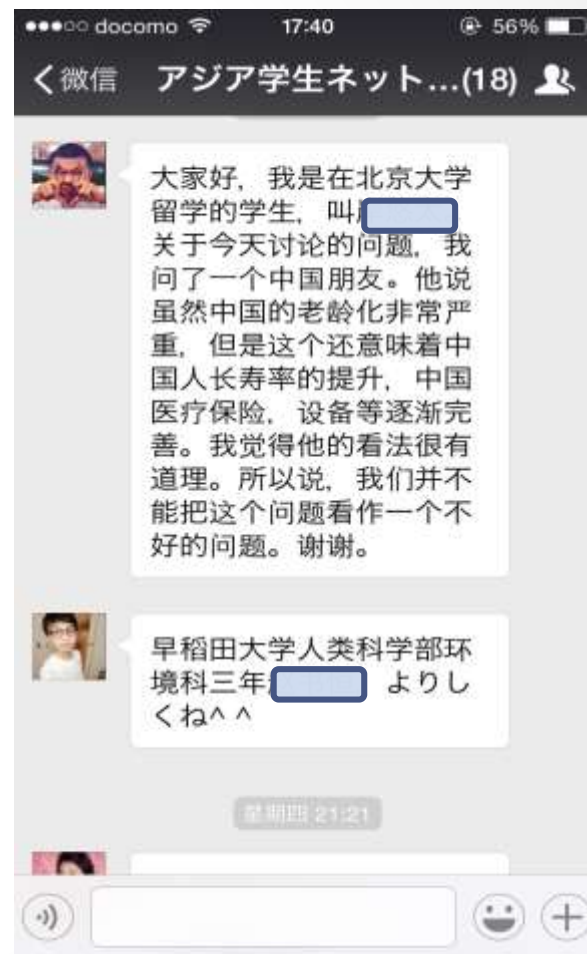 docomo 17:40 56%
微信 アジア学生ネット…(18)
大家好，我是在北京大学
留学的学生，叫
关于今天讨论的问题，我
问了一个中国朋友。他说
虽然中国的老龄化非常严
重，但是这个还意味着中
国人长寿率的提升，中国
医疗保险，设备等逐渐完
善。我觉得他的看法很有
道理。所以说，我们并不
能把这个问题看作一个不
好的问题。谢谢。
早稻田大学人类科学部环
境科三年 よりし
くね^ ^
星期四 21:21